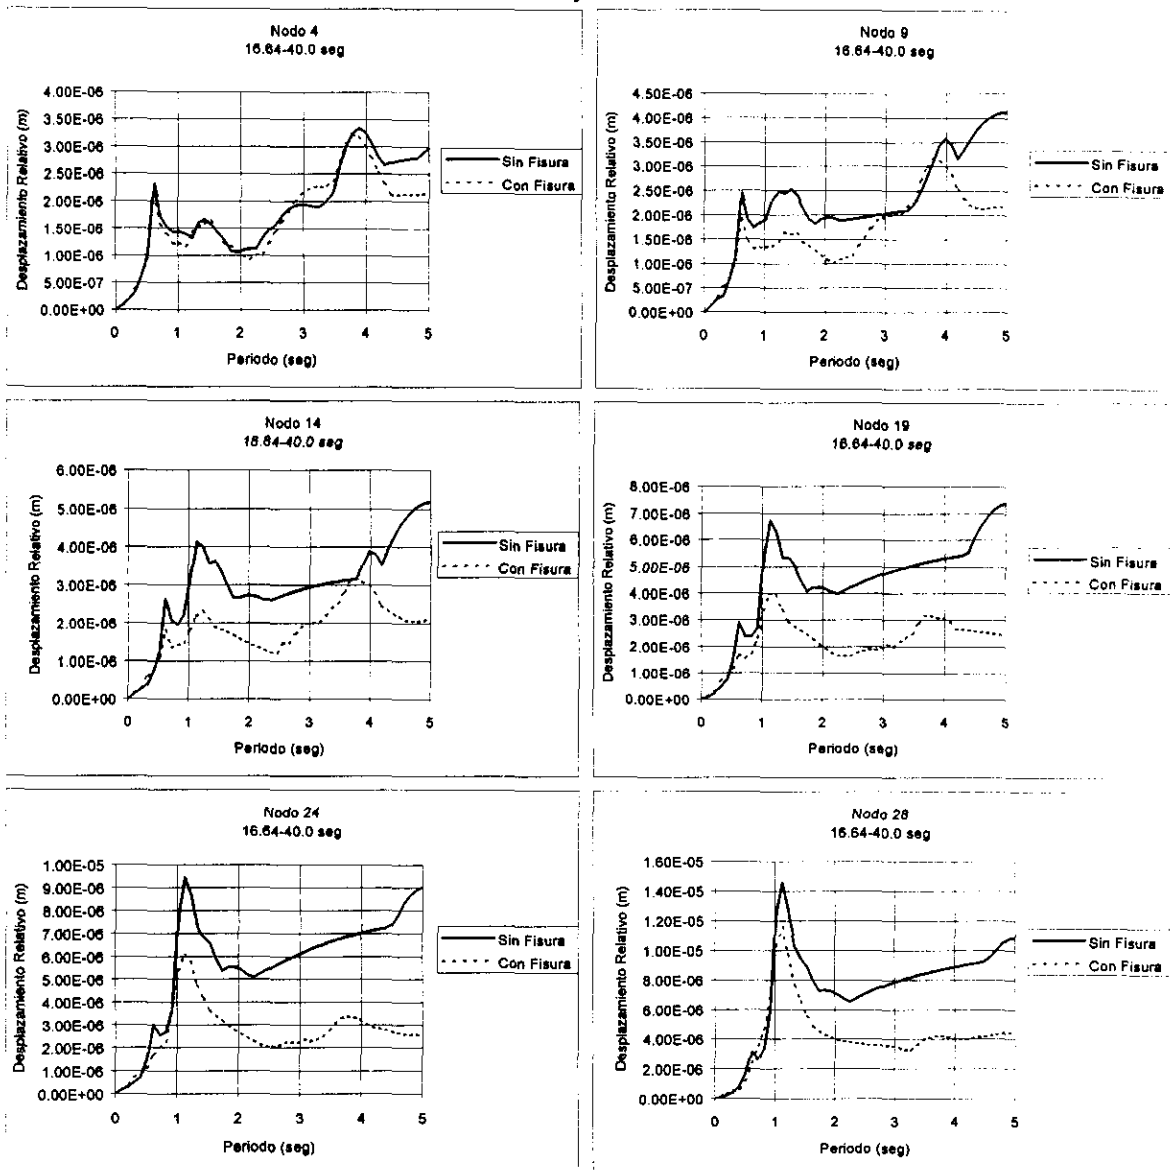 Nodo 4
16.64-40.0 seg
Desplazamiento Relativo (m)
4.00E-06
3.50E-06
3.00E-06
2.50E-06
2.00E-06
1.50E-06
1.00E-06
5.00E-07
0.00E+00
0 1 2 3 4 5
Periodo (seg)
Sin Fisura
Con Fisura
Nodo 9
16.64-40.0 seg
Desplazamiento Relativo (m)
4.50E-06
4.00E-06
3.50E-06
3.00E-06
2.50E-06
2.00E-06
1.50E-06
1.00E-06
5.00E-07
0.00E+00
0 1 2 3 4 5
Periodo (seg)
Sin Fisura
Con Fisura
Nodo 14
16.64-40.0 seg
Desplazamiento Relativo (m)
6.00E-06
5.00E-06
4.00E-06
3.00E-06
2.00E-06
1.00E-06
0.00E+00
0 1 2 3 4 5
Periodo (seg)
Sin Fisura
Con Fisura
Nodo 19
16.64-40.0 seg
Desplazamiento Relativo (m)
8.00E-06
7.00E-06
6.00E-06
5.00E-06
4.00E-06
3.00E-06
2.00E-06
1.00E-06
0.00E+00
0 1 2 3 4 5
Periodo (seg)
Sin Fisura
Con Fisura
Nodo 24
16.64-40.0 seg
Desplazamiento Relativo (m)
1.00E-05
9.00E-06
8.00E-06
7.00E-06
6.00E-06
5.00E-06
4.00E-06
3.00E-06
2.00E-06
1.00E-06
0.00E+00
0 1 2 3 4 5
Periodo (seg)
Sin Fisura
Con Fisura
Nodo 28
16.64-40.0 seg
Desplazamiento Relativo (m)
1.60E-05
1.40E-05
1.20E-05
1.00E-05
8.00E-06
6.00E-06
4.00E-06
2.00E-06
0.00E+00
0 1 2 3 4 5
Periodo (seg)
Sin Fisura
Con Fisura